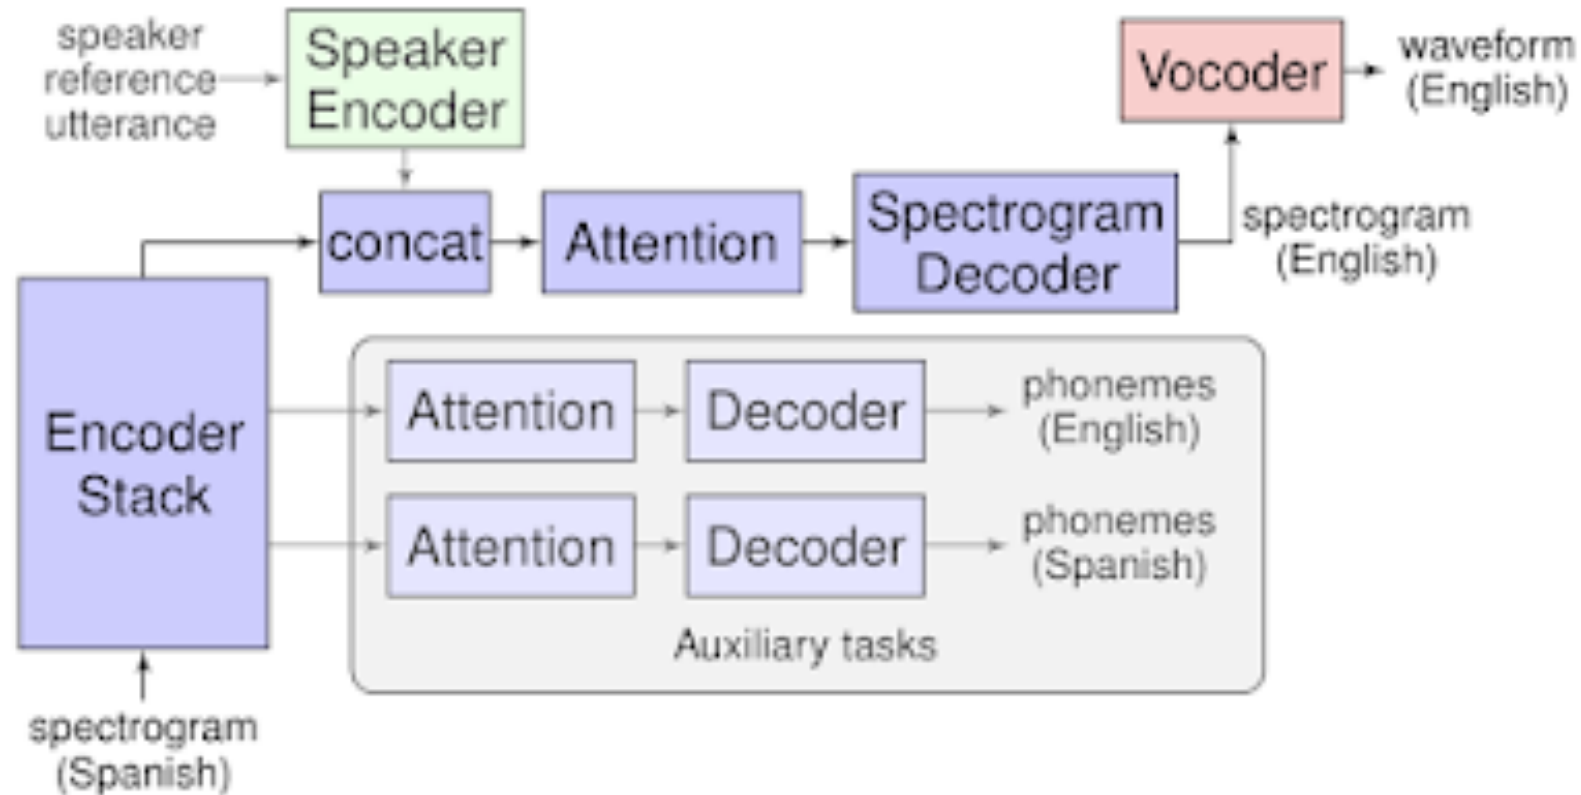 speaker
reference
utterance
Speaker
Encoder
Vocoder
waveform
(English)
concat
Attention
Spectrogram
Decoder
spectrogram
(English)
Encoder
Stack
Attention
Decoder
phonemes
(English)
Attention
Decoder
phonemes
(Spanish)
Auxiliary tasks
spectrogram
(Spanish)